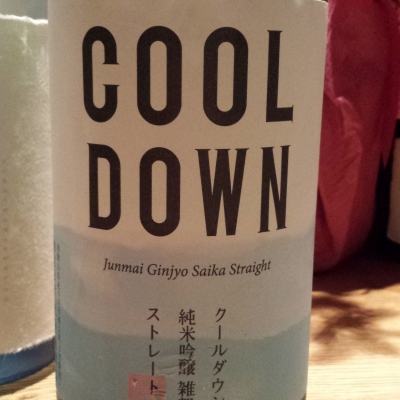 COOL
DOWN
Junmai Ginjyo Saika Straight
クールダウン
純米吟醸 雑
ストレート